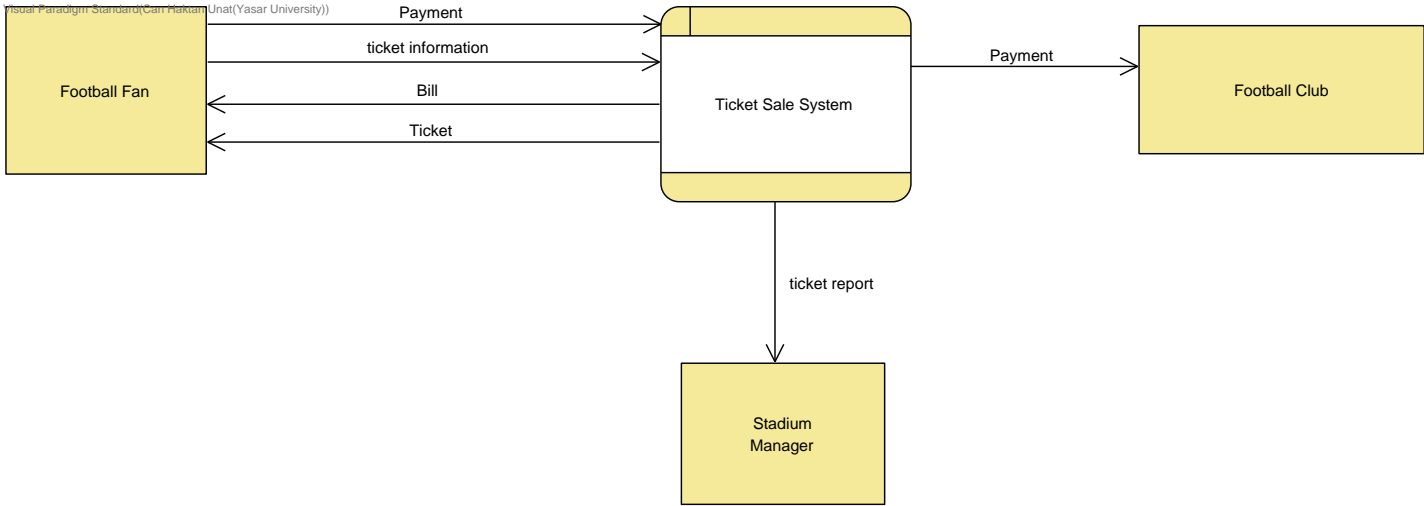 Visual Paradigm Standard(Can Haktan Unat(Yasar University))
Payment
ticket information
Bill
Ticket
Football Fan
Ticket Sale System
Payment
Football Club
ticket report
Stadium
Manager